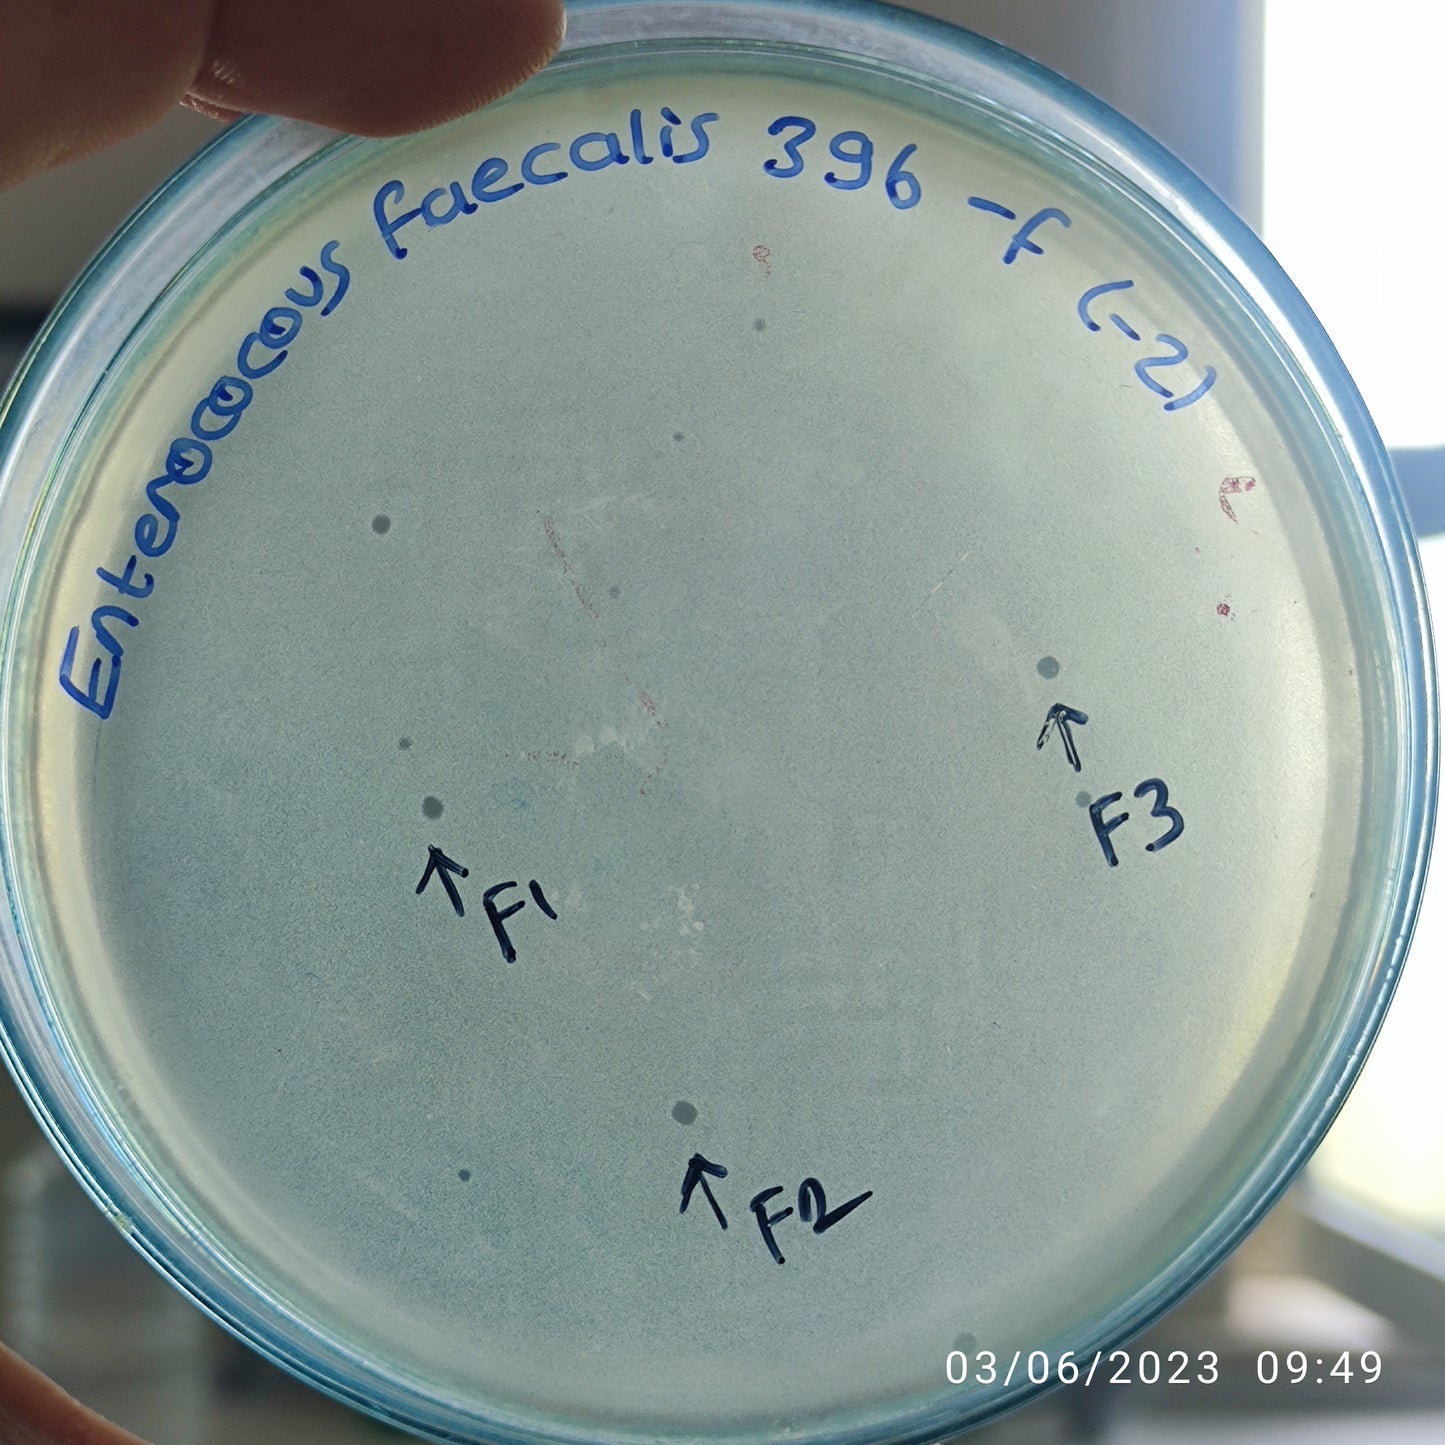 Enterococcus faecalis 396 -f (-2)
F3
F1
F2
03/06/2023 09:49